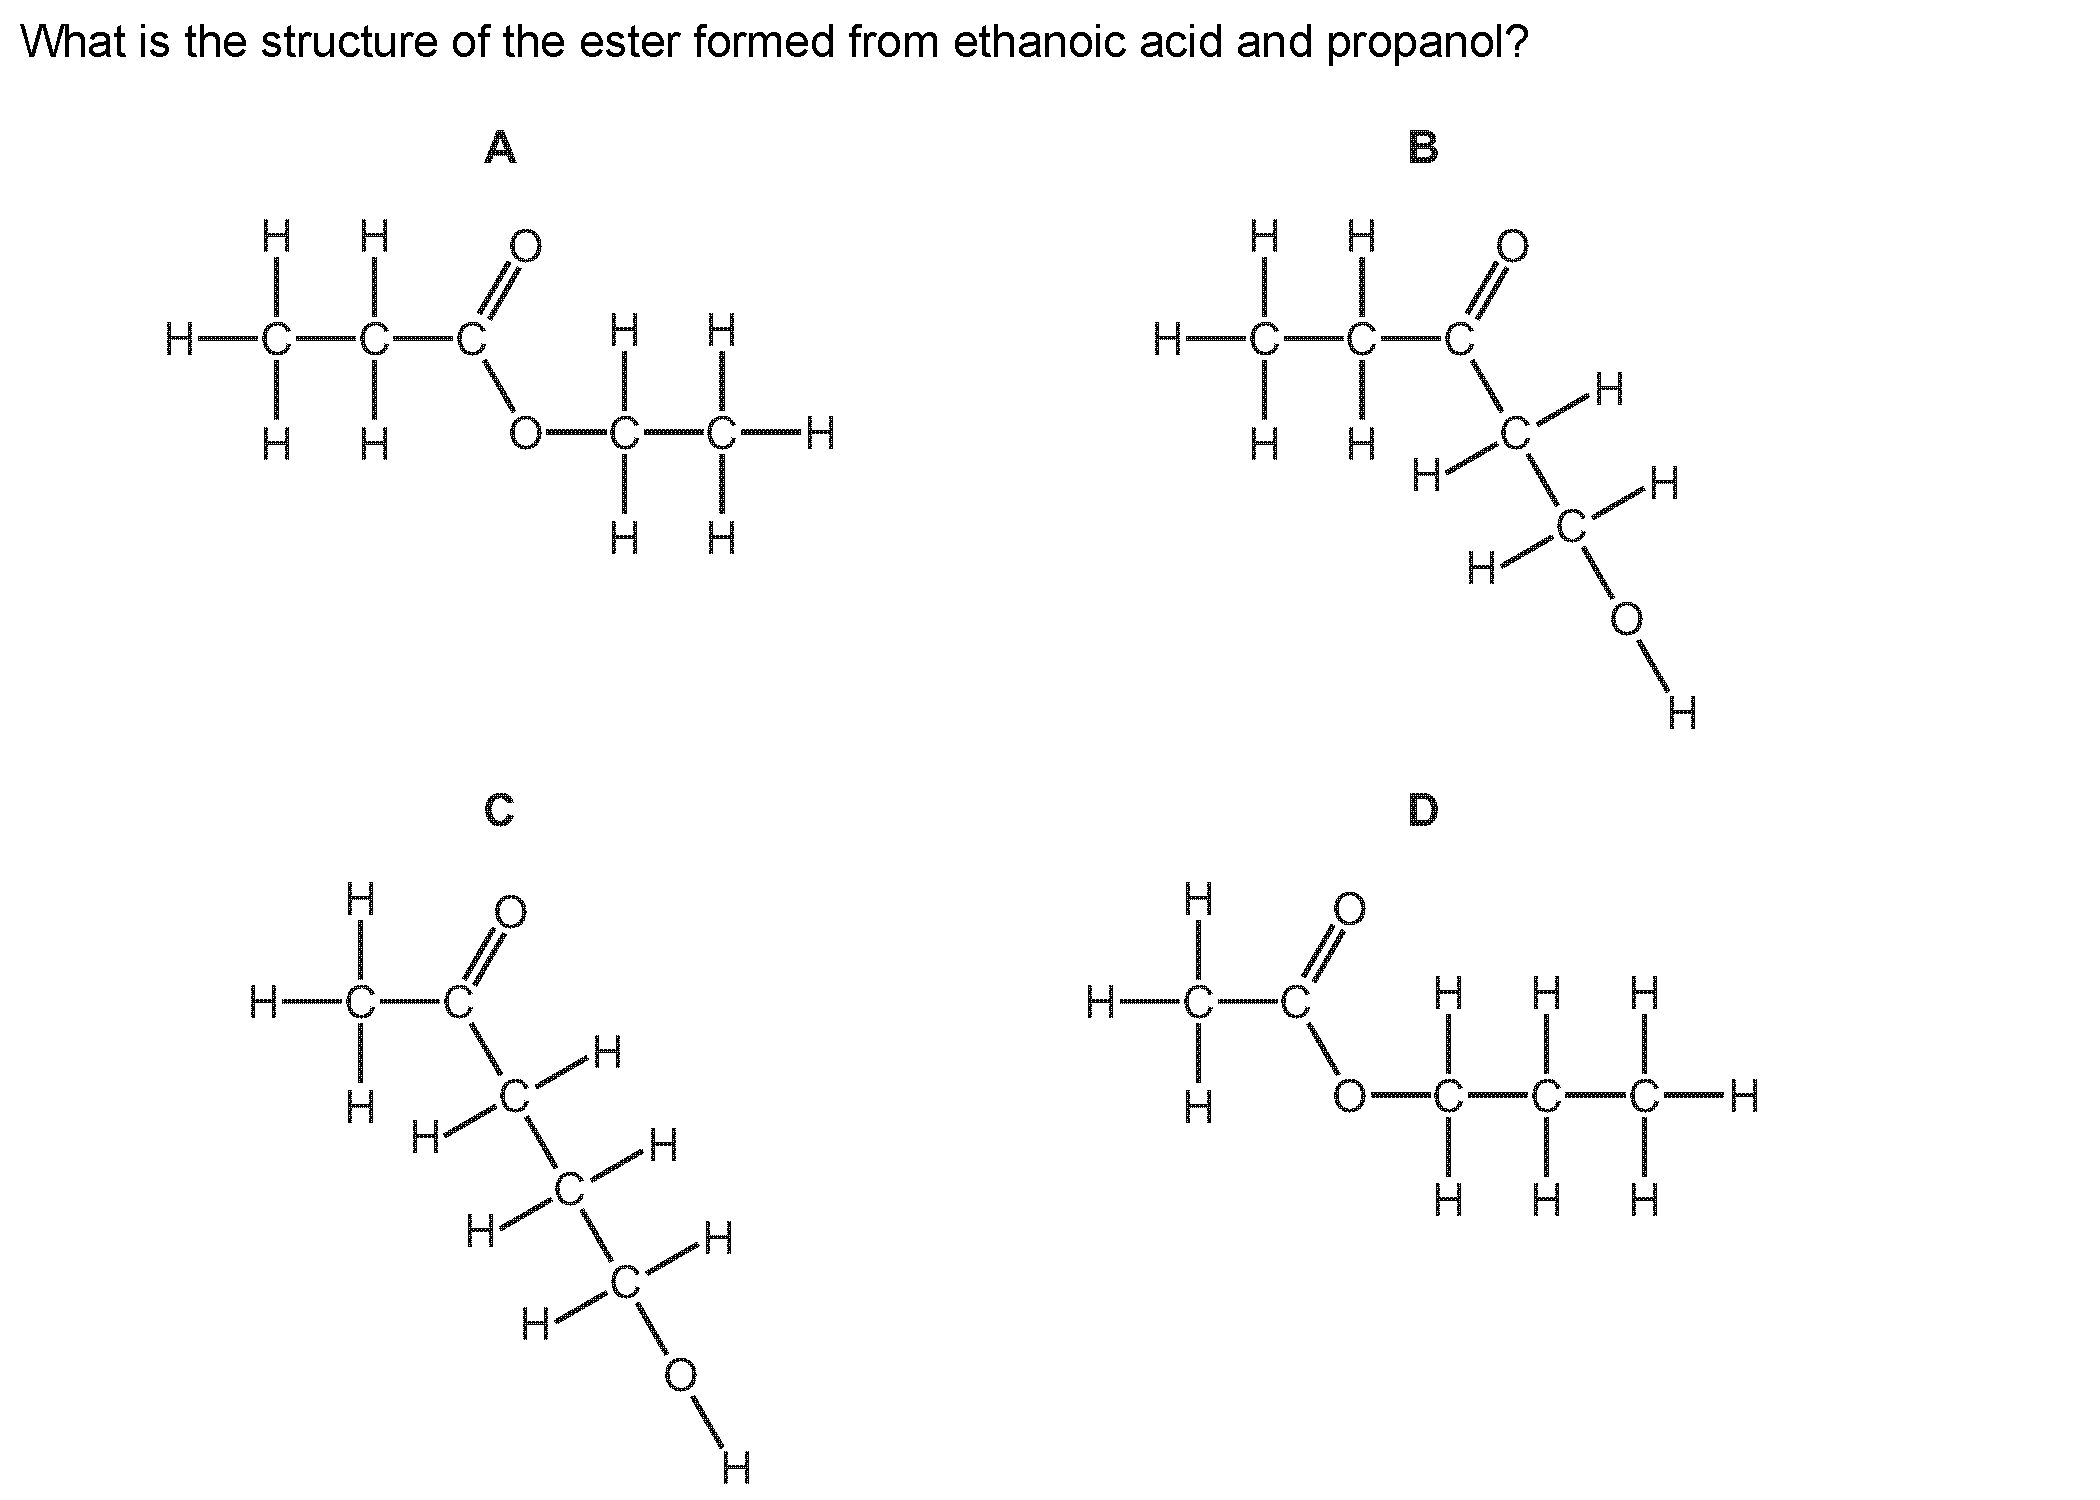 What is the structure of the ester formed from ethanoic acid and propanol?
A
B
H H O
H C C C H H
H H O C C H
H H
H H O
H C C C H
H H H C H
H C
O
H
C
D
H O
H C C H
H H C H
H C H
H C
O
H
H O
H C C H H H
H O C C C H
H H H